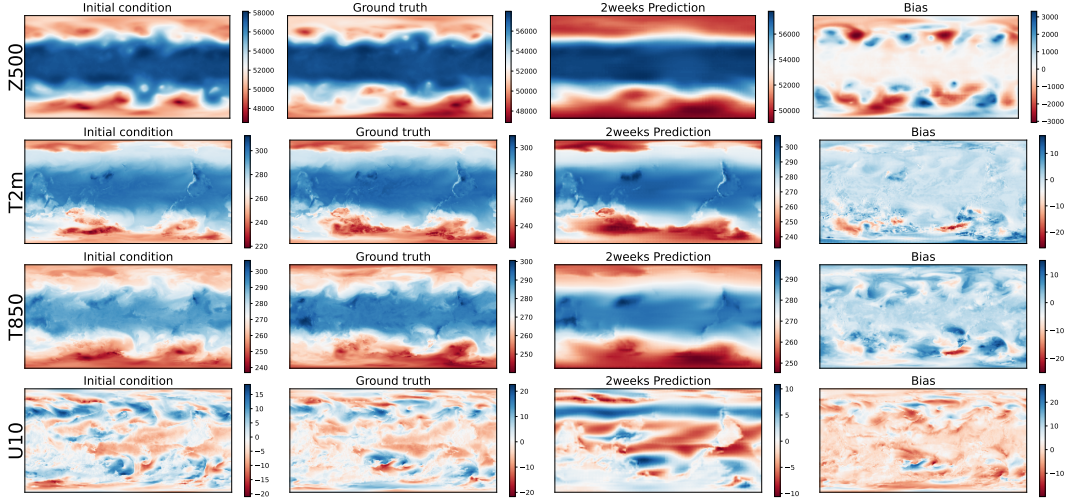 Initial condition Ground truth 2weeks Prediction Bias
Z500
58000 56000 54000 52000 50000 48000
56000 54000 52000 50000 48000
56000 54000 52000 50000
3000 2000 1000 0 −1000 −2000 −3000
Initial condition Ground truth 2weeks Prediction Bias
T2m
300 280 260 240 220
300 280 260 240
300 290 280 270 260 250 240
10 0 −10 −20
Initial condition Ground truth 2weeks Prediction Bias
T850
300 290 280 270 260 250 240
300 280 260 240
290 280 270 260 250
10 0 −10 −20
Initial condition Ground truth 2weeks Prediction Bias
U10
15 10 5 0 −5 −10 −15 −20
20 10 0 −10 −20
10 5 0 −5 −10
20 10 0 −10